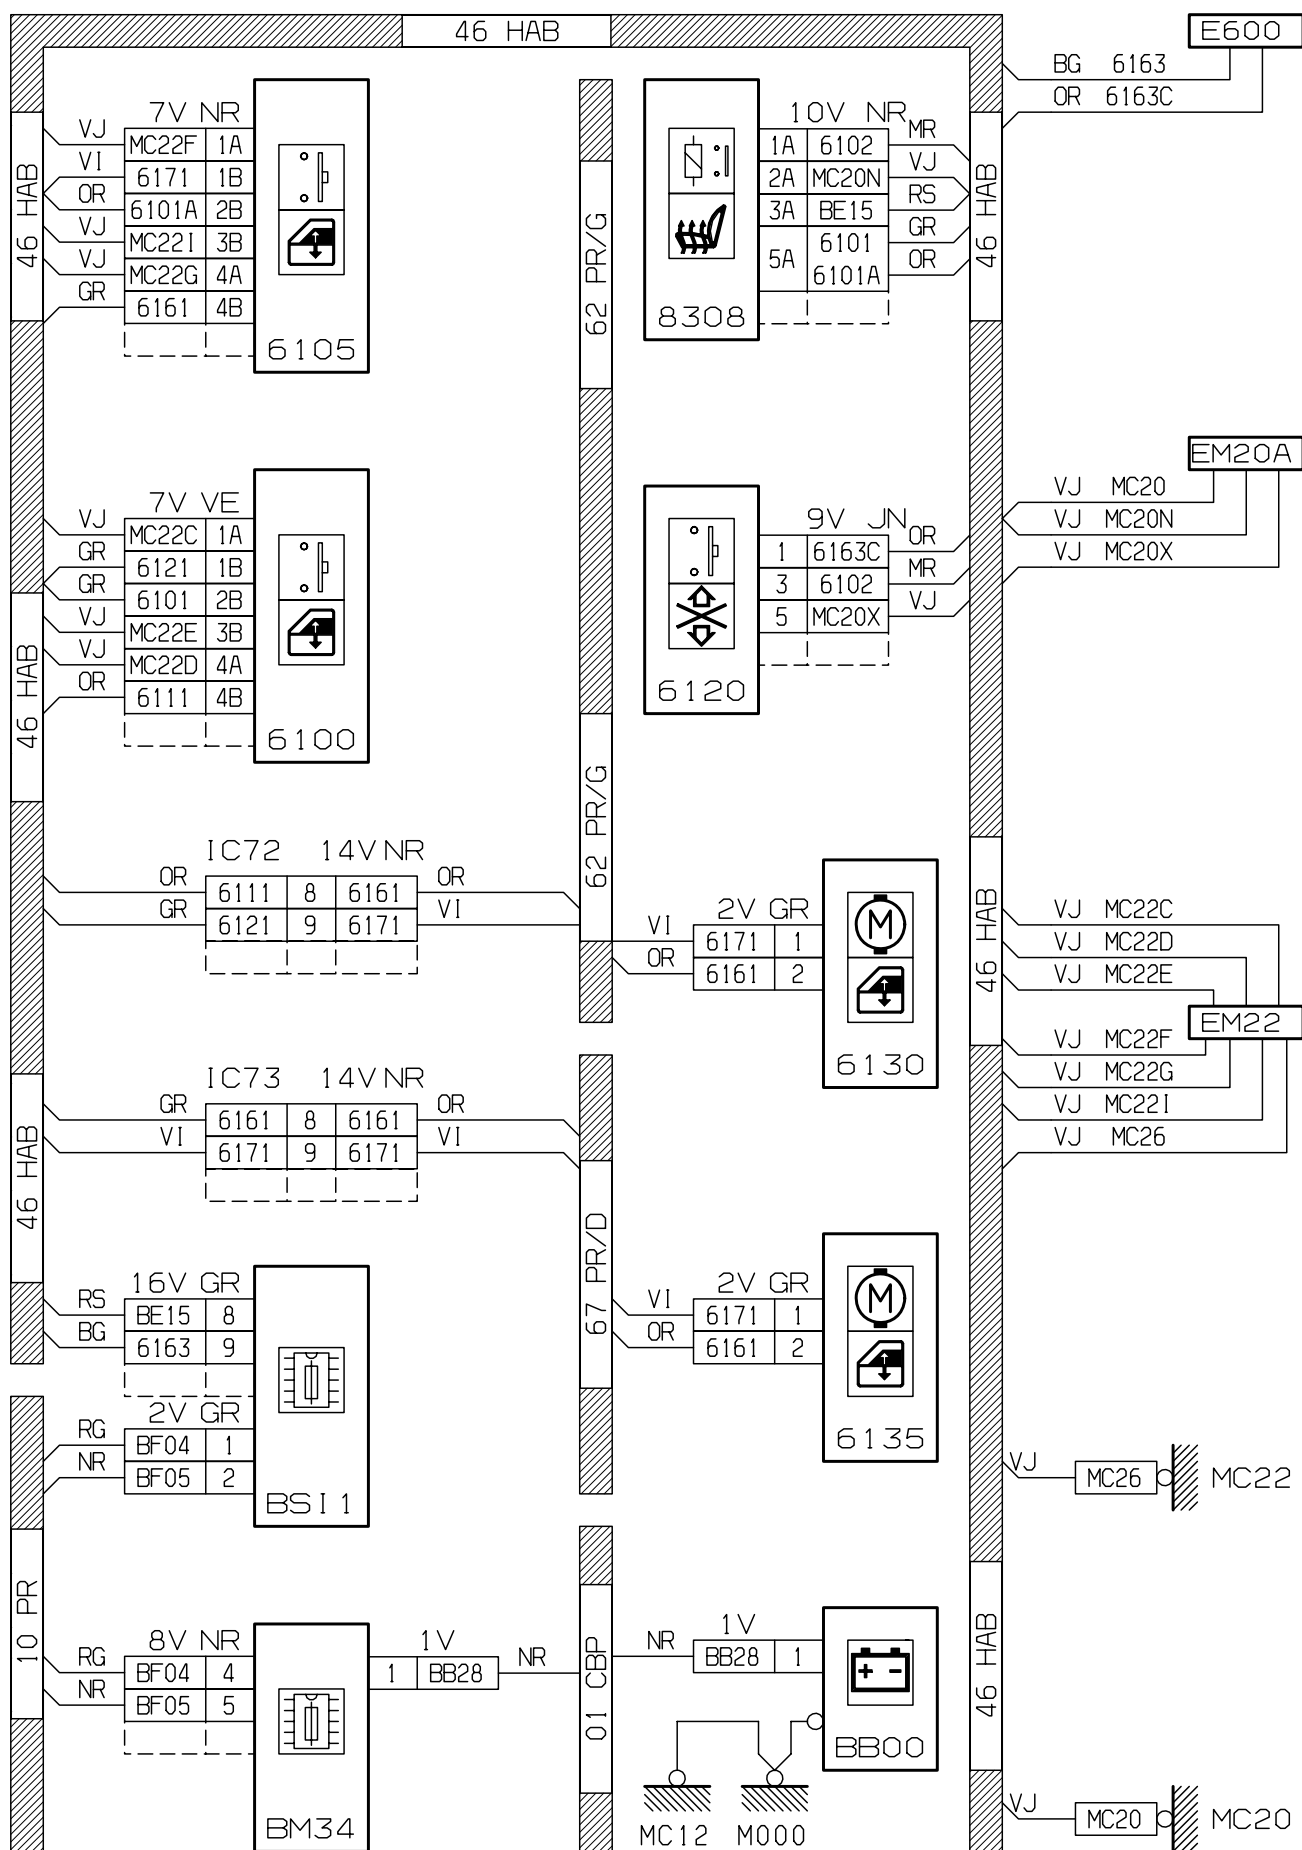 46 HAB
E600
BG 6163
OR 6163C
46 HAB
7V NR
VJ MC22F 1A
VI 6171 1B
OR 6101A 2B
VJ MC22I 3B
VJ MC22G 4A
GR 6161 4B
6105
62 PR/G
10V NR
1A 6102 MR
2A MC20N VJ
3A BE15 RS
5A 6101 GR
6101A OR
8308
46 HAB
EM20A
VJ MC20
VJ MC20N
VJ MC20X
7V VE
VJ MC22C 1A
GR 6121 1B
GR 6101 2B
VJ MC22E 3B
VJ MC22D 4A
OR 6111 4B
6100
46 HAB
9V JN
1 6163C OR
3 6102 MR
5 MC20X VJ
6120
62 PR/G
IC72 14V NR
OR 6111 8 6161 OR
GR 6121 9 6171 VI
2V GR
VI 6171 1
OR 6161 2
M
6130
46 HAB
VJ MC22C
VJ MC22D
VJ MC22E
EM22
VJ MC22F
VJ MC22G
VJ MC22I
VJ MC26
IC73 14V NR
GR 6161 8 6161 OR
VI 6171 9 6171 VI
46 HAB
67 PR/D
16V GR
RS BE15 8
BG 6163 9
2V GR
RG BF04 1
NR BF05 2
BSI1
2V GR
VI 6171 1
OR 6161 2
M
6135
VJ MC26 MC22
10 PR
8V NR
RG BF04 4
NR BF05 5
BM34
1V
1 BB28 NR
01 CBP
1V
NR BB28 1
+ -
BB00
MC12 M000
46 HAB
VJ MC20 MC20